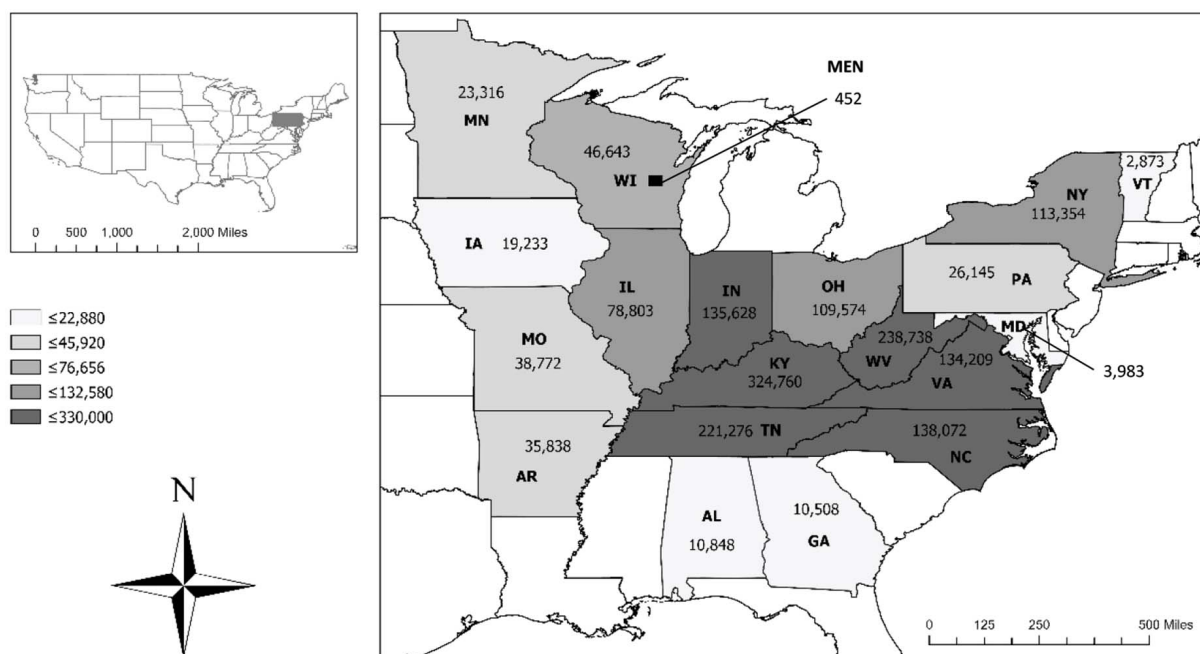 0 500 1,000 2,000 Miles
≤22,880
≤45,920
≤76,656
≤132,580
≤330,000
N
MEN
452
23,316
MN
46,643
WI
2,873
VT
NY
113,354
IA 19,233
26,145
PA
IL
78,803
IN
135,628
OH
109,574
MD
3,983
MO
38,772
238,738
WV
134,209
VA
KY
324,760
221,276 TN
138,072
NC
35,838
AR
AL
10,848
10,508
GA
0 125 250 500 Miles